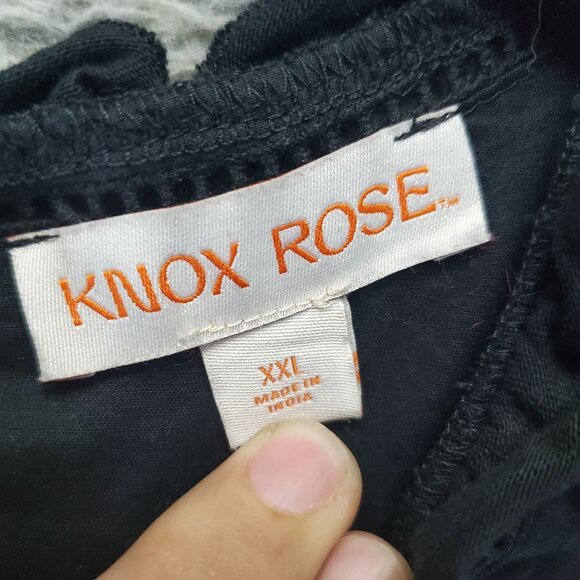 KNOX ROSE™
XXL
MADE IN
INDIA